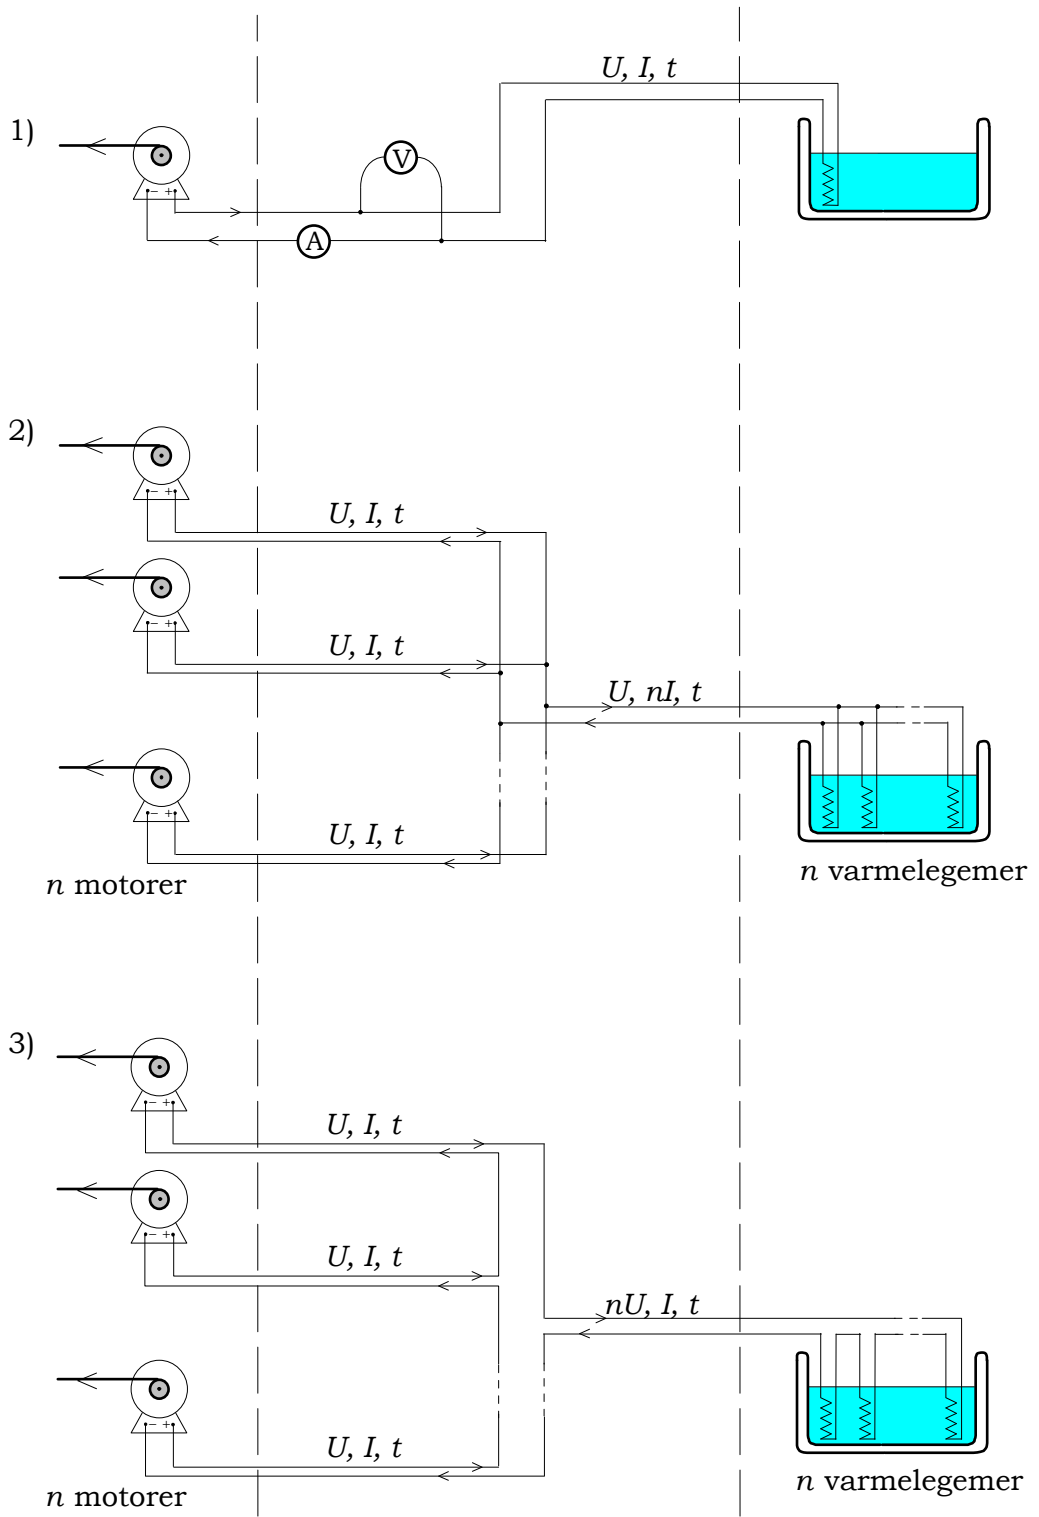 1)
U, I, t
V
- +
A
2)
- +
U, I, t
- +
U, I, t
U, nI, t
- +
U, I, t
n motorer
n varmelegemer
3)
- +
U, I, t
- +
U, I, t
nU, I, t
- +
U, I, t
n motorer
n varmelegemer